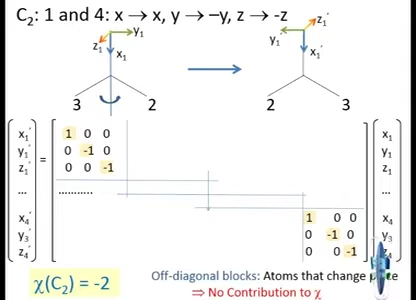 C₂: 1 and 4: x → x, y → –y, z → -z
y₁ y₁ z₁′
z₁ x₁ x₁′
3 2 2 3
x₁′ 1 0 0 x₁
y₁′ = 0 -1 0 y₁
z₁′ 0 0 -1 z₁
... ........... ...
x₄′ 1 0 0 x₄
y₃′ 0 -1 0 y₃
z₄′ 0 0 -1
χ(C₂) = -2
Off-diagonal blocks: Atoms that change
⇒ No Contribution to χ